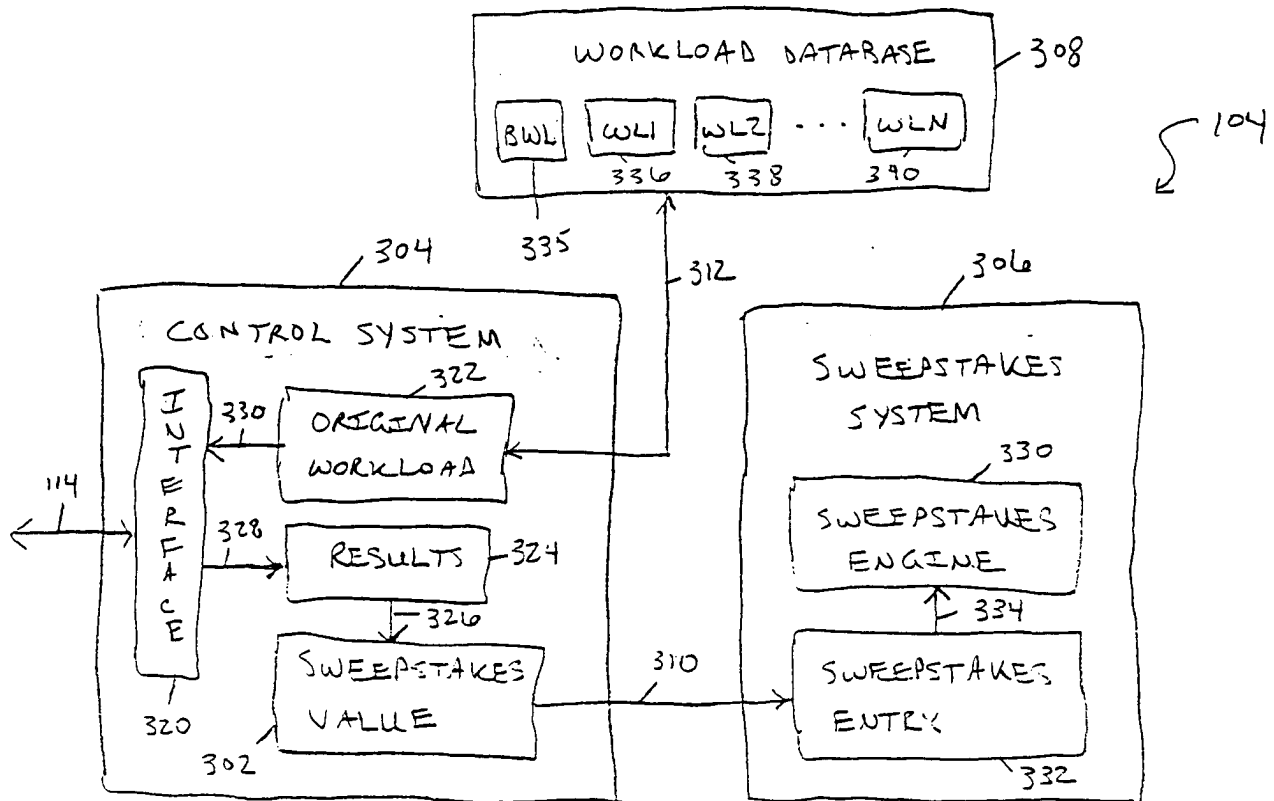 WORKLOAD DATABASE
308
BWL WL1 WL2 ... WLN
336 338 340
335
104
304
312
306
CONTROL SYSTEM
322
ORIGINAL
WORKLOAD
330
INTERFACE
114
328
RESULTS
324
326
SWEEPSTAKES
VALUE
320
302
310
SWEEPSTAKES
SYSTEM
330
SWEEPSTAKES
ENGINE
334
SWEEPSTAKES
ENTRY
332